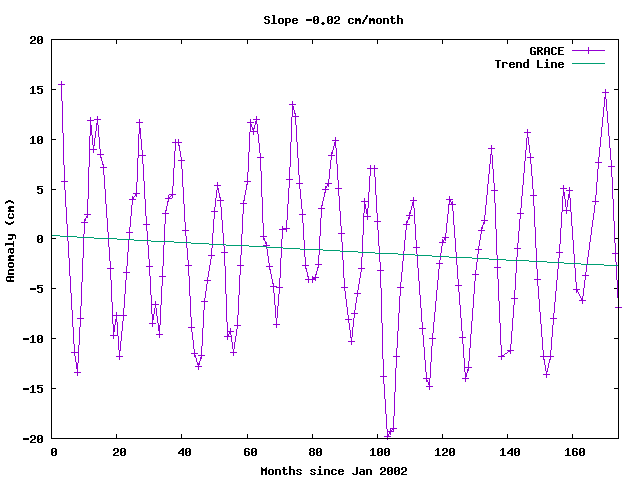 Slope -0.02 cm/month
GRACE
Trend Line
Anomaly (cm)
20
15
10
5
0
-5
-10
-15
-20
0 20 40 60 80 100 120 140 160
Months since Jan 2002